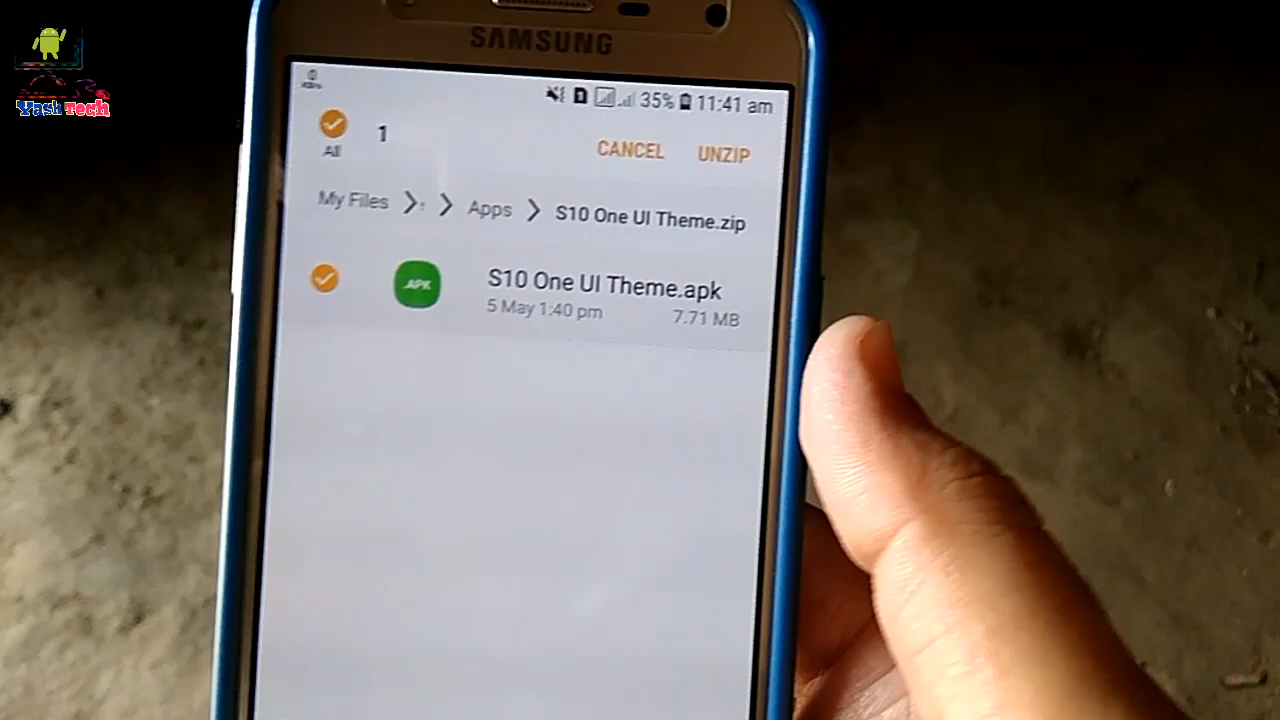 Yash Tech
SAMSUNG
35% 11:41 am
All
1
CANCEL
UNZIP
My Files
Apps
S10 One UI Theme.zip
.APK
S10 One UI Theme.apk
5 May 1:40 pm
7.71 MB